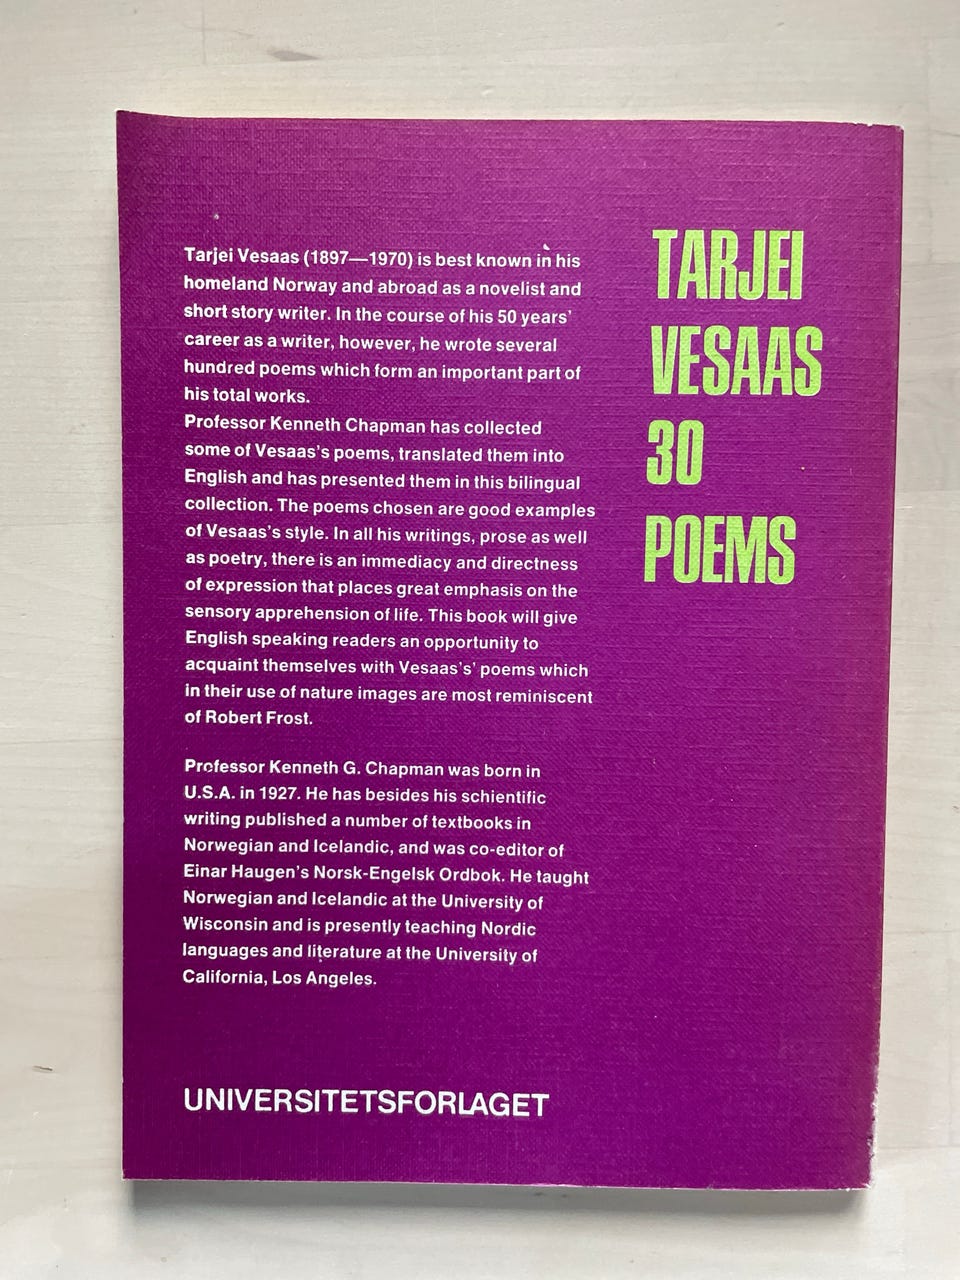 Tarjei Vesaas (1897—1970) is best known in his
homeland Norway and abroad as a novelist and
short story writer. In the course of his 50 years'
career as a writer, however, he wrote several
hundred poems which form an important part of
his total works.
Professor Kenneth Chapman has collected
some of Vesaas's poems, translated them into
English and has presented them in this bilingual
collection. The poems chosen are good examples
of Vesaas's style. In all his writings, prose as well
as poetry, there is an immediacy and directness
of expression that places great emphasis on the
sensory apprehension of life. This book will give
English speaking readers an opportunity to
acquaint themselves with Vesaas's' poems which
in their use of nature images are most reminiscent
of Robert Frost.
Professor Kenneth G. Chapman was born in
U.S.A. in 1927. He has besides his schientific
writing published a number of textbooks in
Norwegian and Icelandic, and was co-editor of
Einar Haugen's Norsk-Engelsk Ordbok. He taught
Norwegian and Icelandic at the University of
Wisconsin and is presently teaching Nordic
languages and literature at the University of
California, Los Angeles.
UNIVERSITETSFORLAGET
TARJEI
VESAAS
30
POEMS